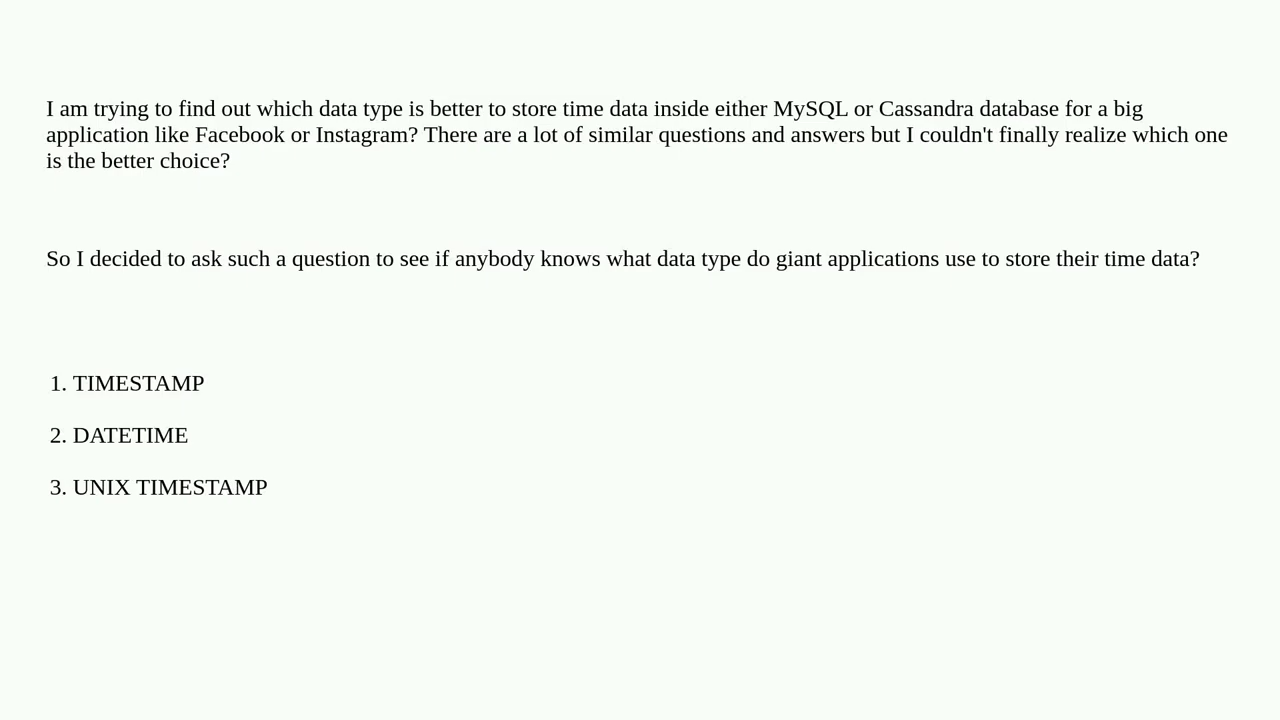 I am trying to find out which data type is better to store time data inside either MySQL or Cassandra database for a big
application like Facebook or Instagram? There are a lot of similar questions and answers but I couldn't finally realize which one
is the better choice?
So I decided to ask such a question to see if anybody knows what data type do giant applications use to store their time data?
1. TIMESTAMP
2. DATETIME
3. UNIX TIMESTAMP